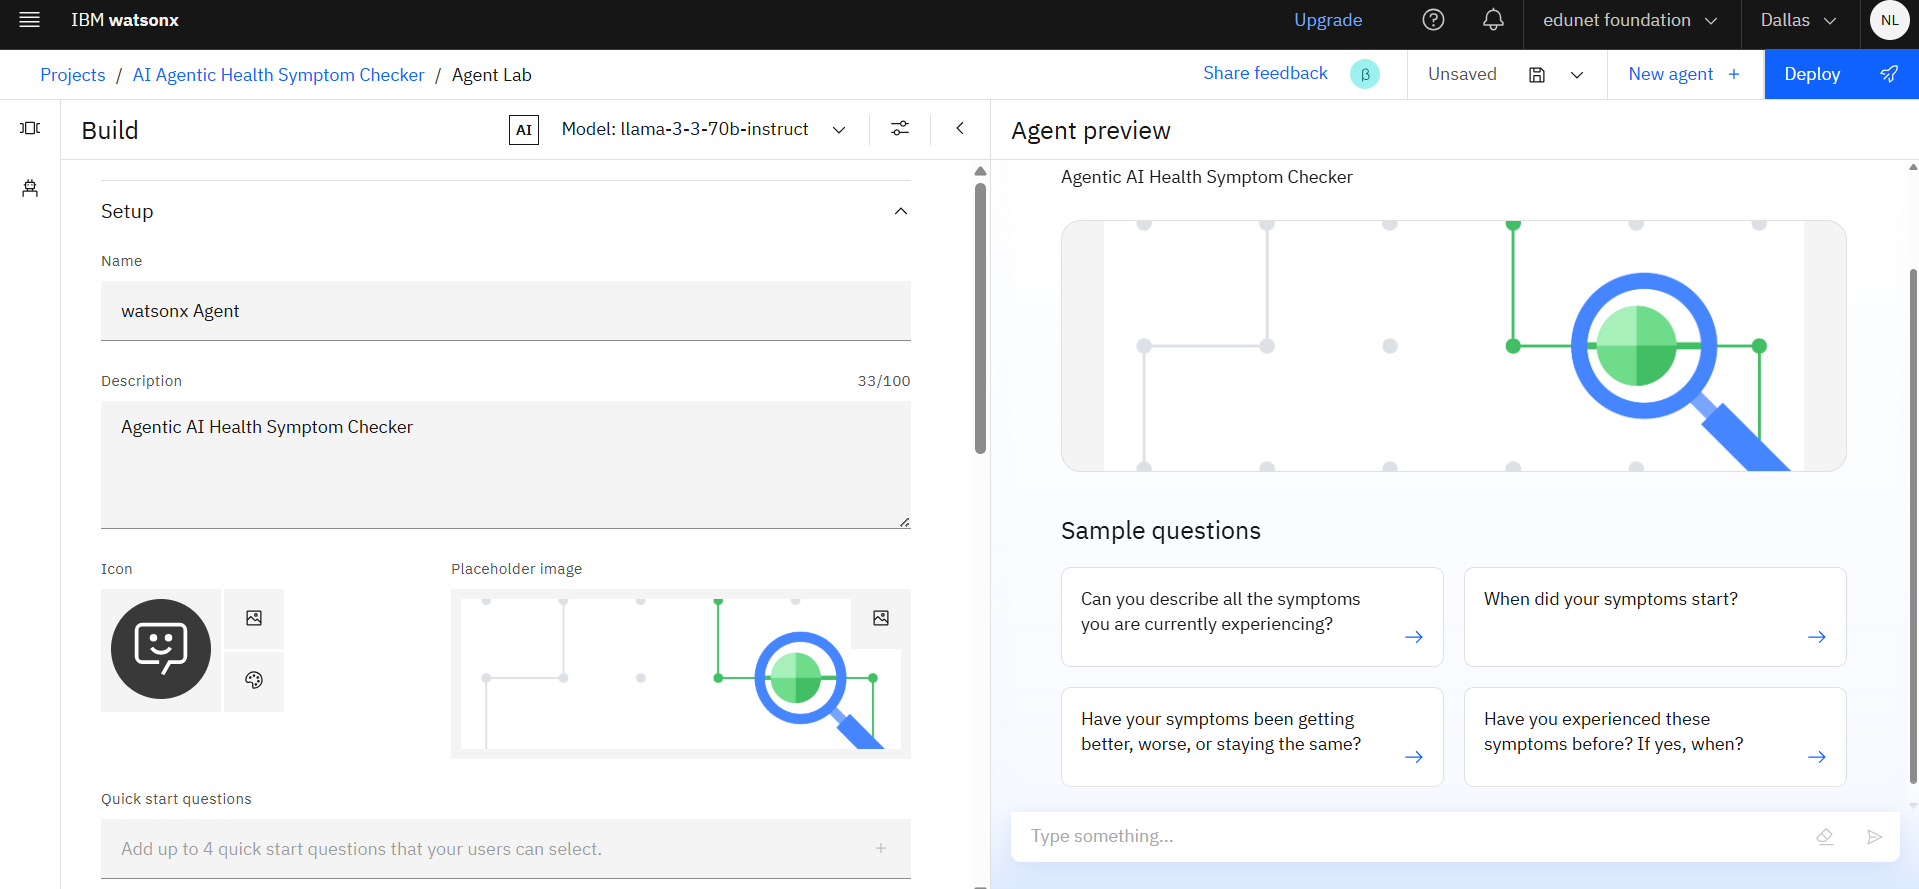 IBM watsonx
Upgrade
edunet foundation
Dallas
NL
Projects / AI Agentic Health Symptom Checker / Agent Lab
Share feedback
β
Unsaved
New agent +
Deploy
Build
AI
Model: llama-3-3-70b-instruct
Setup
Name
watsonx Agent
Description
33/100
Agentic AI Health Symptom Checker
Icon
Placeholder image
Quick start questions
Add up to 4 quick start questions that your users can select.
Agent preview
Agentic AI Health Symptom Checker
Sample questions
Can you describe all the symptoms
you are currently experiencing?
When did your symptoms start?
Have your symptoms been getting
better, worse, or staying the same?
Have you experienced these
symptoms before? If yes, when?
Type something...